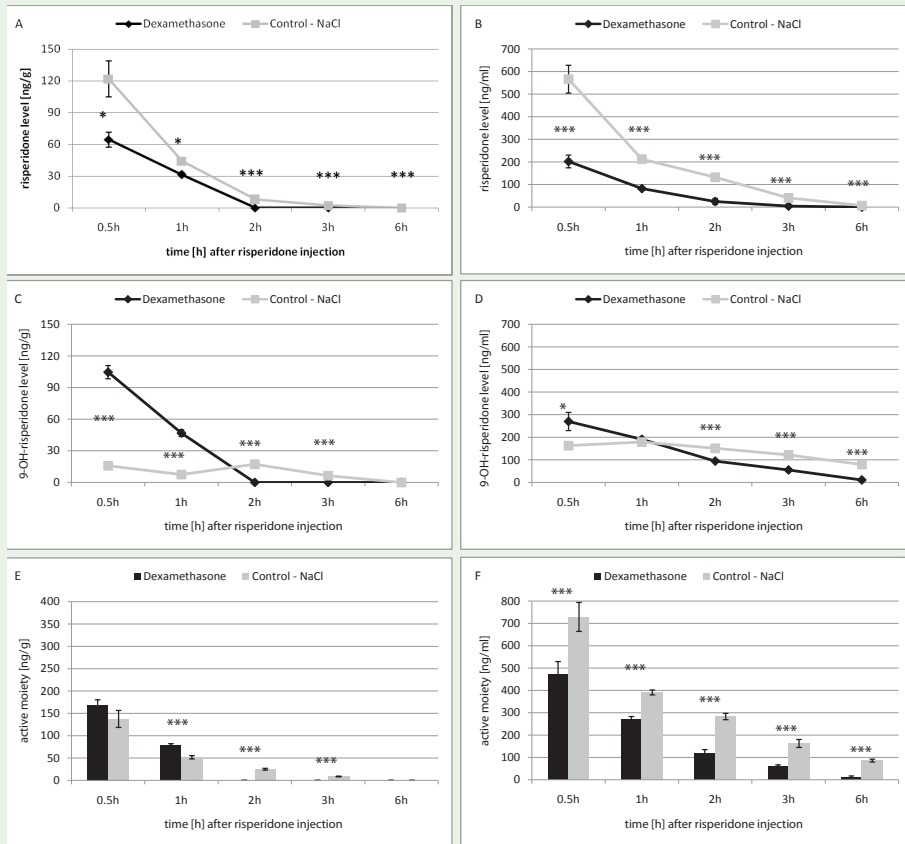 A
Dexamethasone Control - NaCl
risperidone level [ng/g]
150
120
90
60
30
0
* * *** *** ***
0.5h 1h 2h 3h 6h
time [h] after risperidone injection
B
Dexamethasone Control - NaCl
risperidone level [ng/ml]
700
600
500
400
300
200
100
0
*** *** *** *** ***
0.5h 1h 2h 3h 6h
time [h] after risperidone injection
C
Dexamethasone Control - NaCl
9-OH-risperidone level [ng/g]
150
120
90
60
30
0
*** *** *** ***
0.5h 1h 2h 3h 6h
time [h] after risperidone injection
D
Dexamethasone Control - NaCl
9-OH-risperidone level [ng/ml]
700
600
500
400
300
200
100
0
* *** *** ***
0.5h 1h 2h 3h 6h
time [h] after risperidone injection
E
Dexamethasone Control - NaCl
active moiety [ng/g]
400
350
300
250
200
150
100
50
0
*** *** ***
0.5h 1h 2h 3h 6h
time [h] after risperidone injection
F
Dexamethasone Control - NaCl
active moiety [ng/ml]
800
700
600
500
400
300
200
100
0
*** *** *** *** ***
0.5h 1h 2h 3h 6h
time [h] after risperidone injection